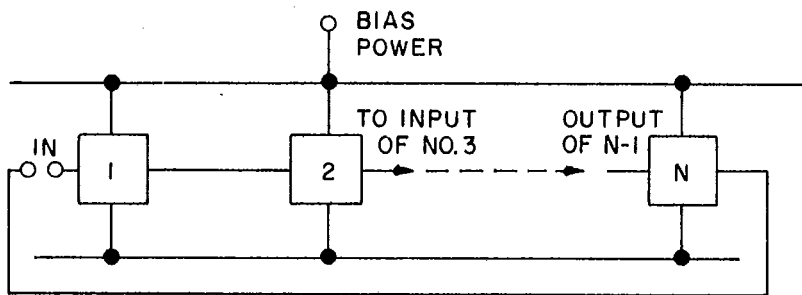 BIAS
POWER
IN
TO INPUT
OF NO.3
OUTPUT
OF N-1
1
2
N